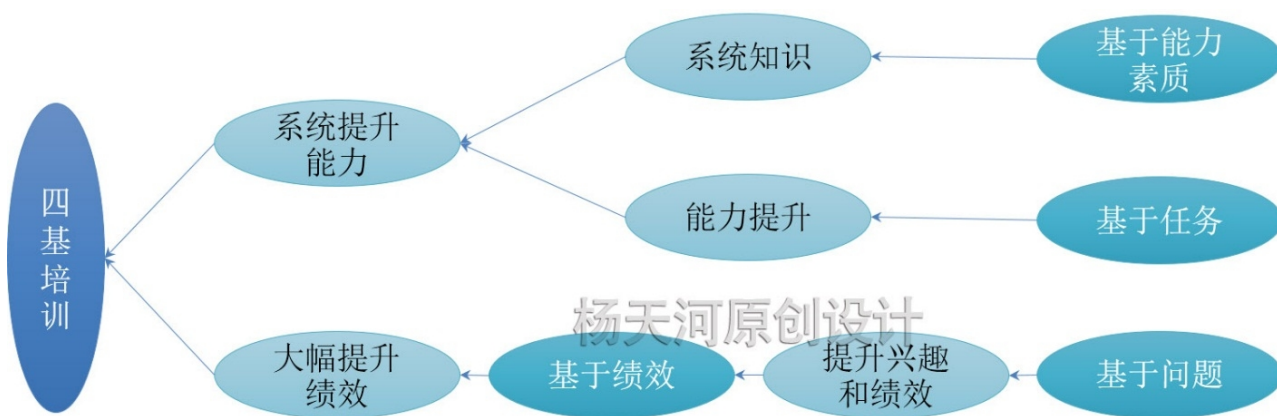 系统知识
基于能力
素质
系统提升
能力
四
基
培
训
能力提升
基于任务
杨天河原创设计
大幅提升
绩效
基于绩效
提升兴趣
和绩效
基于问题